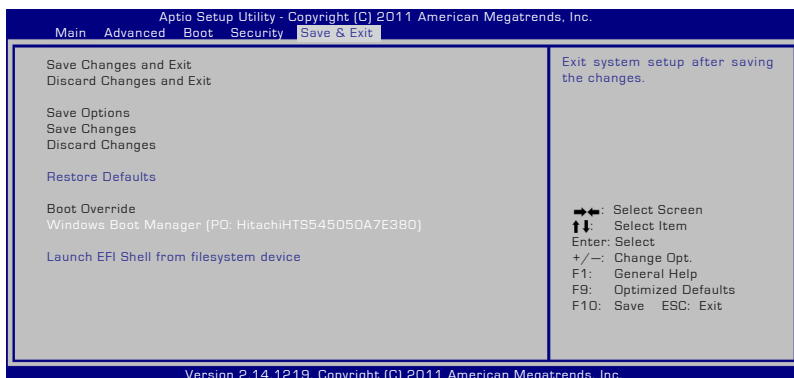 Aptio Setup Utility - Copyright (C) 2011 American Megatrends, Inc.
Main Advanced Boot Security Save & Exit
Save Changes and Exit
Discard Changes and Exit
Save Options
Save Changes
Discard Changes
Restore Defaults
Boot Override
Windows Boot Manager (PO: HitachiHTS545050A7E380)
Launch EFI Shell from filesystem device
Exit system setup after saving
the changes.
→←: Select Screen
↑↓: Select Item
Enter: Select
+/—: Change Opt.
F1: General Help
F9: Optimized Defaults
F10: Save ESC: Exit
Version 2.14.1219. Copyright (C) 2011 American Megatrends, Inc.